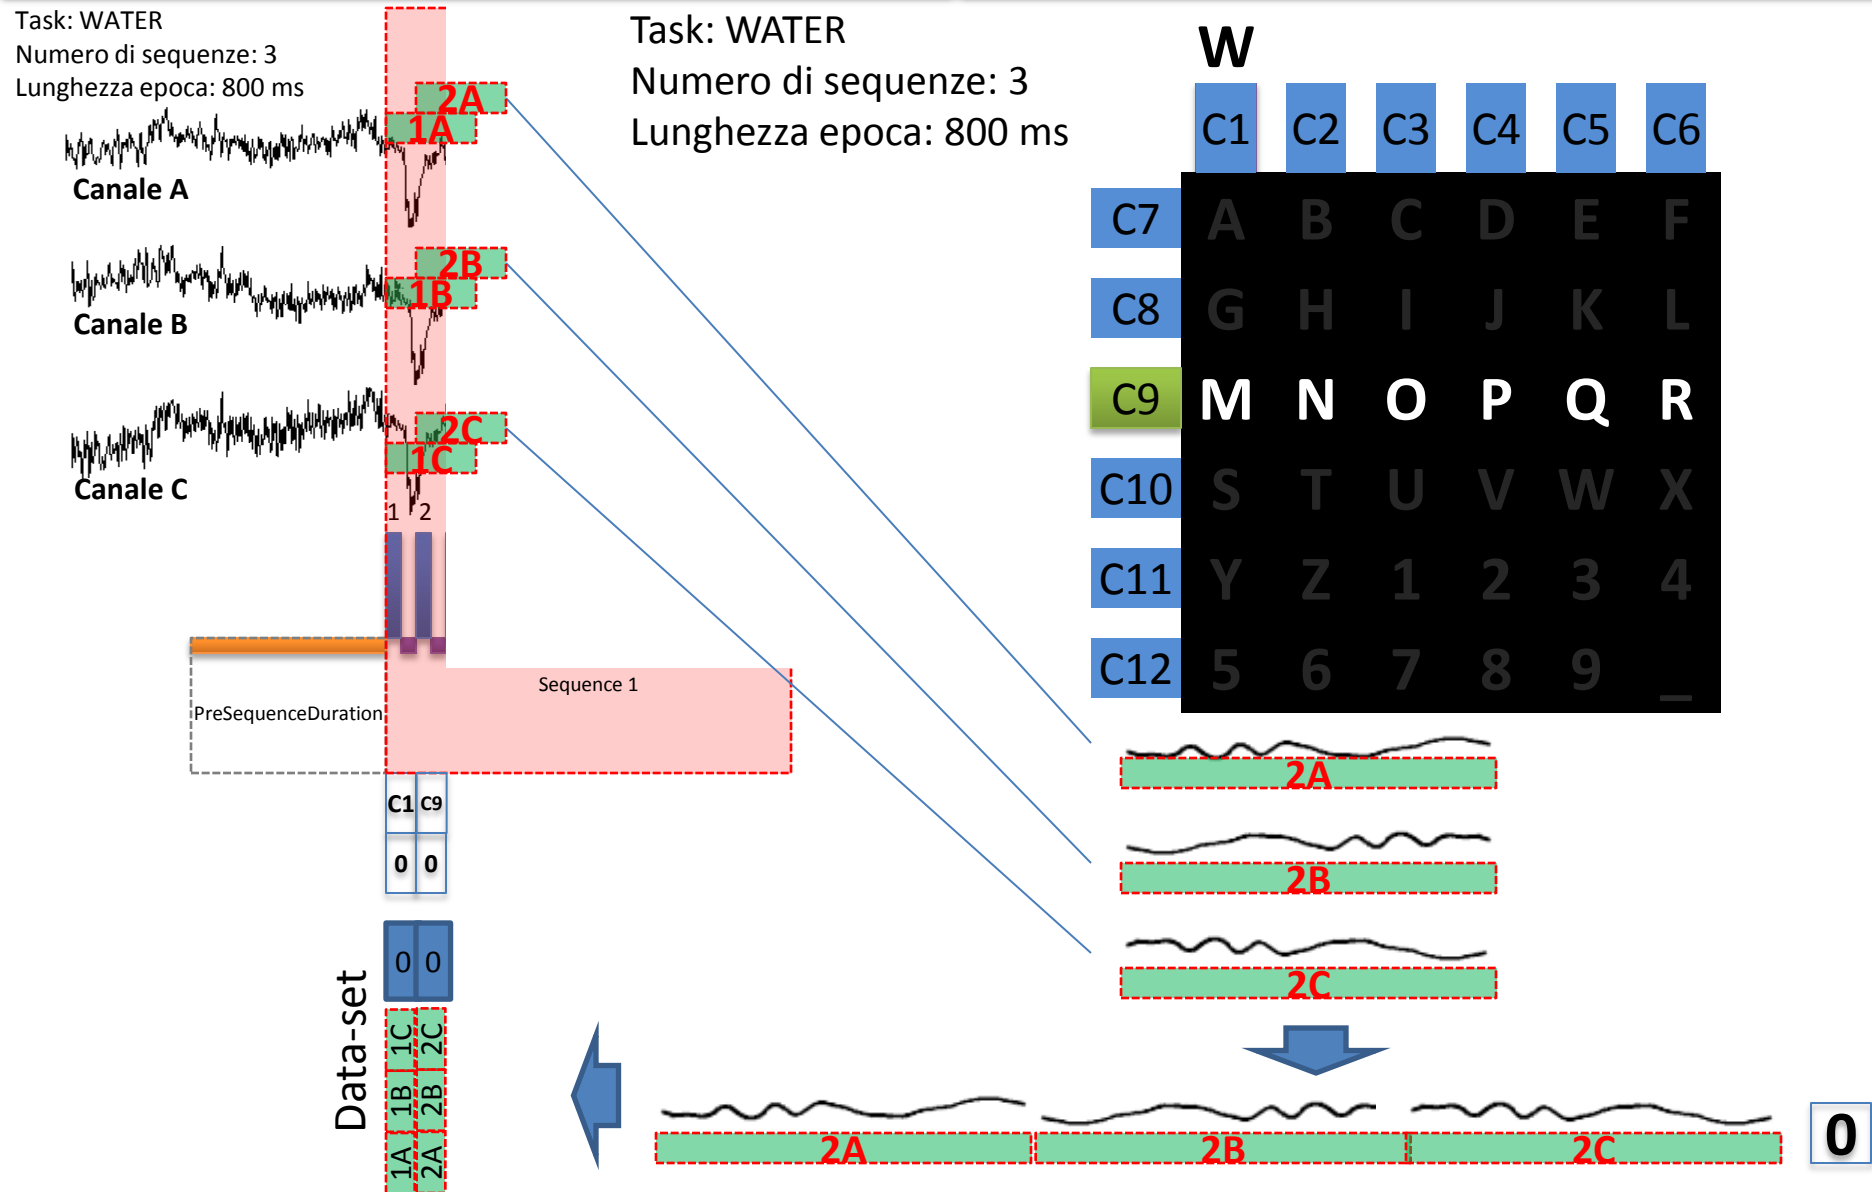 Task: WATER
Numero di sequenze: 3
Lunghezza epoca: 800 ms
2A
1A
Canale A
2B
1B
Canale B
2C
1C
Canale C
1 2
PreSequenceDuration
Sequence 1
C1 C9
0 0
0 0
Data-set
1C 2C
1B 2B
1A 2A
Task: WATER
Numero di sequenze: 3
Lunghezza epoca: 800 ms
W
C1 C2 C3 C4 C5 C6
C7 A B C D E F
C8 G H I J K L
C9 M N O P Q R
C10 S T U V W X
C11 Y Z 1 2 3 4
C12 5 6 7 8 9 _
2A
2B
2C
2A 2B 2C 0